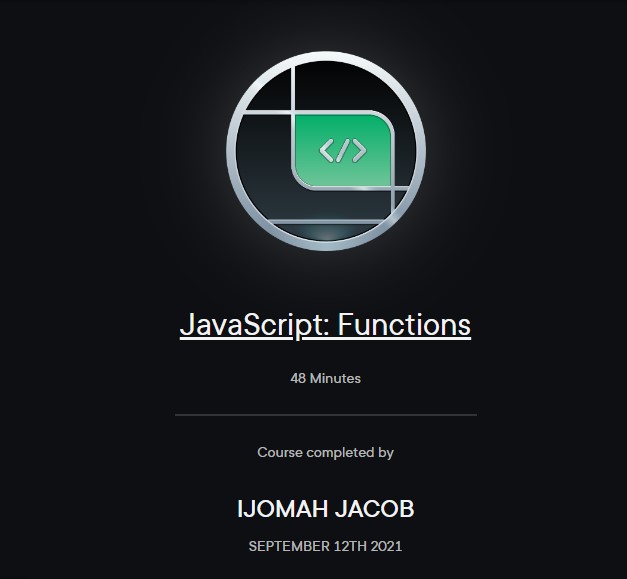 </>
JavaScript: Functions
48 Minutes
Course completed by
IJOMAH JACOB
SEPTEMBER 12TH 2021